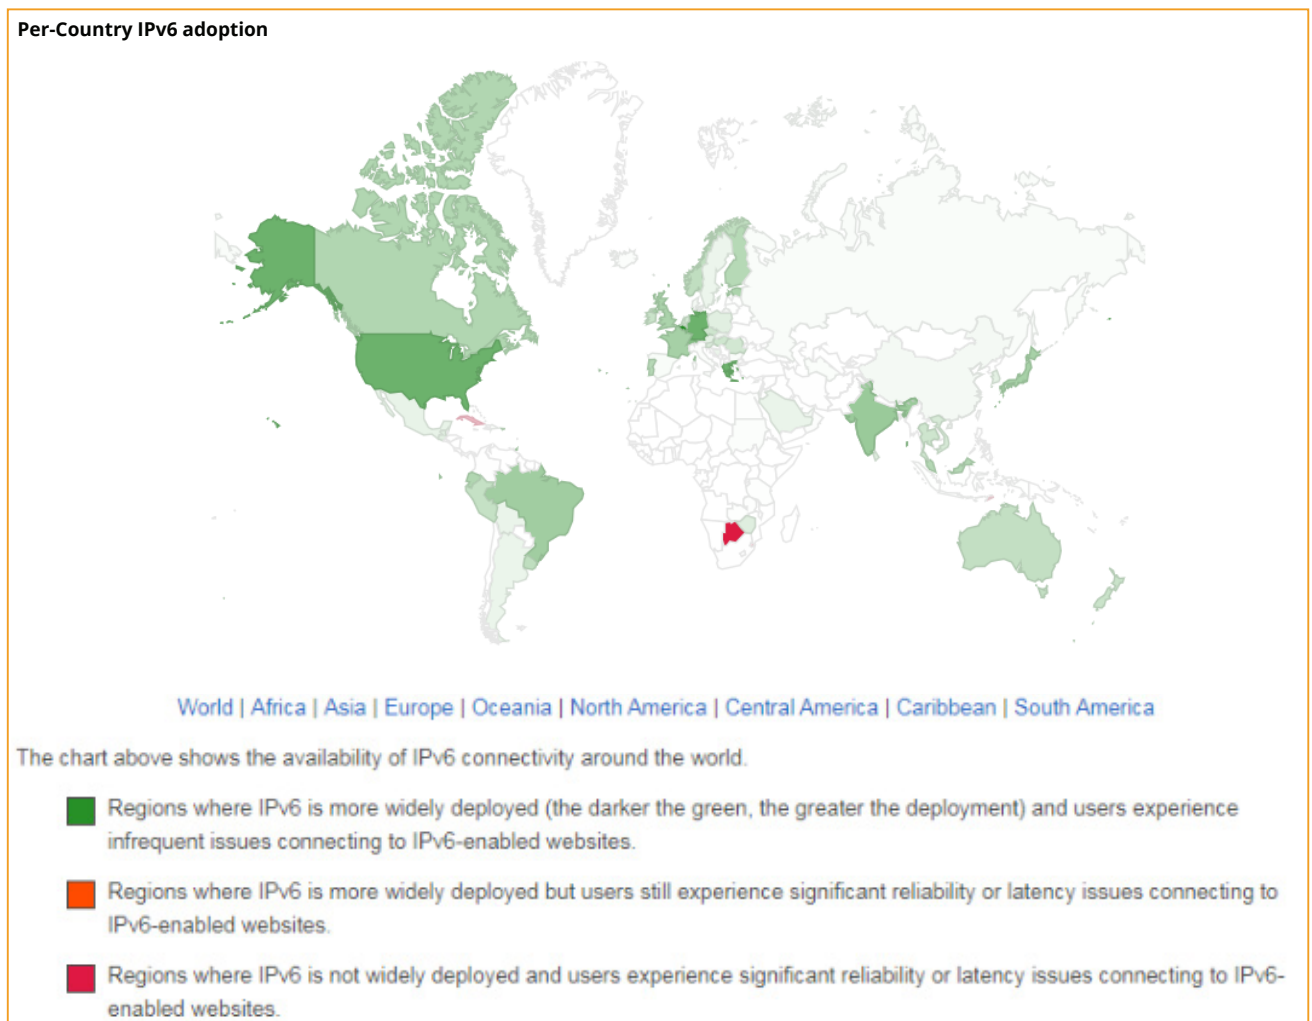 Per-Country IPv6 adoption
World | Africa | Asia | Europe | Oceania | North America | Central America | Caribbean | South America
The chart above shows the availability of IPv6 connectivity around the world.
Regions where IPv6 is more widely deployed (the darker the green, the greater the deployment) and users experience
infrequent issues connecting to IPv6-enabled websites.
Regions where IPv6 is more widely deployed but users still experience significant reliability or latency issues connecting to
IPv6-enabled websites.
Regions where IPv6 is not widely deployed and users experience significant reliability or latency issues connecting to IPv6-
enabled websites.